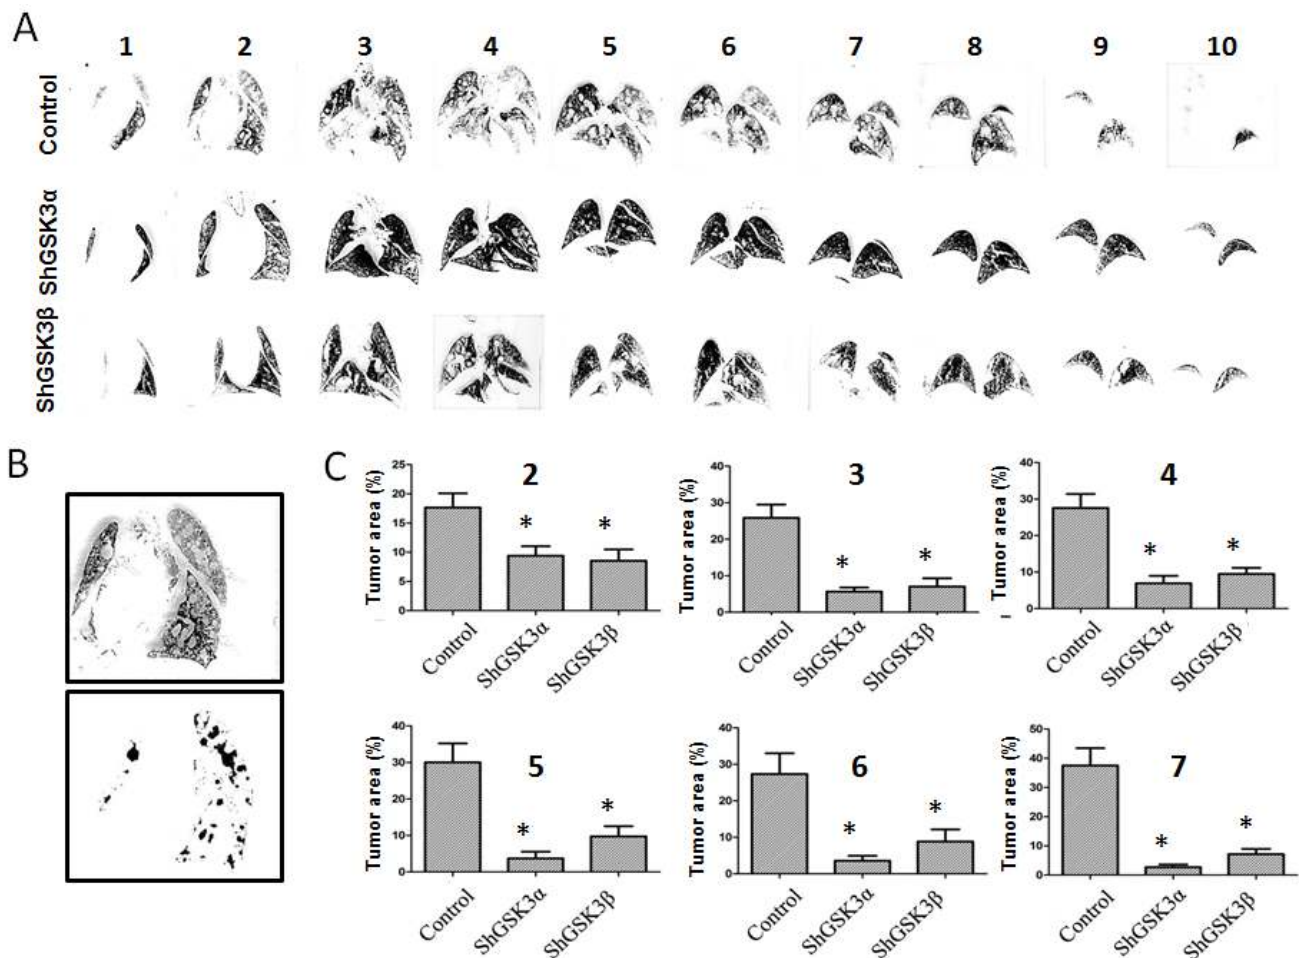 A
1 2 3 4 5 6 7 8 9 10
Control
ShGSK3α
ShGSK3β
B
C
2
Tumor area (%)
25
20
15
10
5
0
*
*
Control
ShGSK3α
ShGSK3β
3
Tumor area (%)
40
30
20
10
0
*
*
Control
ShGSK3α
ShGSK3β
4
Tumor area (%)
40
30
20
10
0
*
*
Control
ShGSK3α
ShGSK3β
5
Tumor area (%)
40
30
20
10
0
*
*
Control
ShGSK3α
ShGSK3β
6
Tumor area (%)
40
30
20
10
0
*
*
Control
ShGSK3α
ShGSK3β
7
Tumor area (%)
50
40
30
20
10
0
*
*
Control
ShGSK3α
ShGSK3β